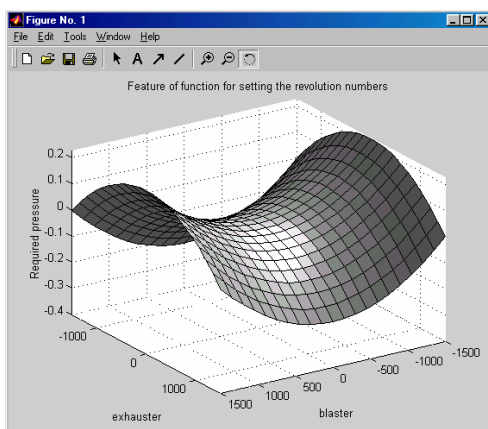 Figure No. 1
File Edit Tools Window Help
A
Feature of function for setting the revolution numbers
Required pressure
0.2
0.1
0
-0.1
-0.2
-0.3
-0.4
-1000
0
1000
exhauster
1500
1000
500
0
-500
-1000
-1500
blaster